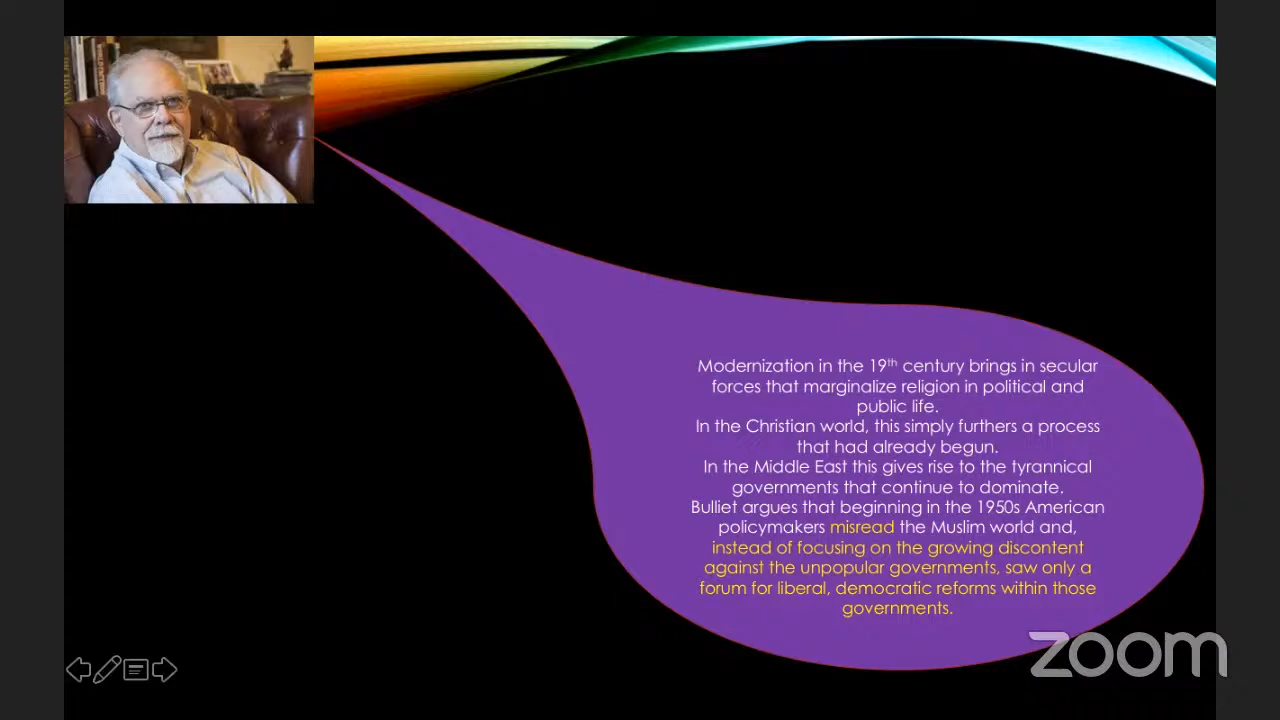 Modernization in the 19th century brings in secular
forces that marginalize religion in political and
public life.
In the Christian world, this simply furthers a process
that had already begun.
In the Middle East this gives rise to the tyrannical
governments that continue to dominate.
Bulliet argues that beginning in the 1950s American
policymakers misread the Muslim world and,
instead of focusing on the growing discontent
against the unpopular governments, saw only a
forum for liberal, democratic reforms within those
governments.
zoom